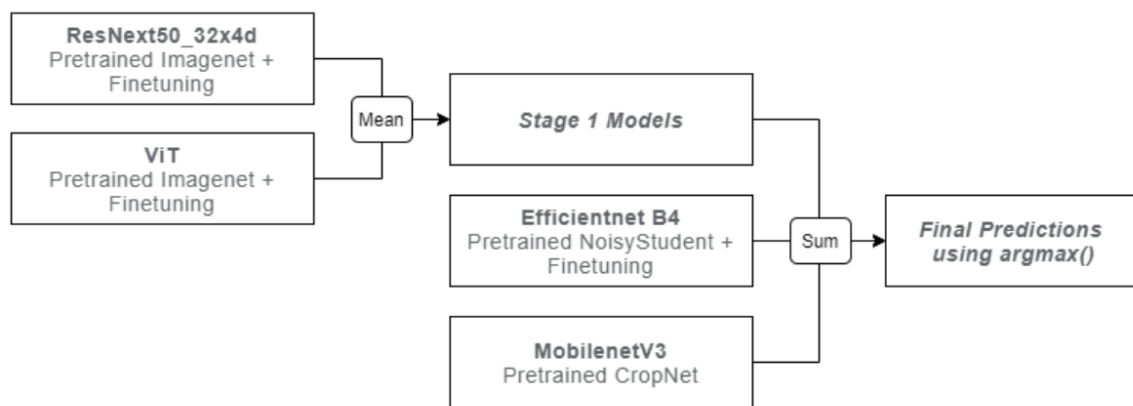 ResNext50_32x4d
Pretrained Imagenet +
Finetuning
ViT
Pretrained Imagenet +
Finetuning
Mean
Stage 1 Models
Efficientnet B4
Pretrained NoisyStudent +
Finetuning
MobilenetV3
Pretrained CropNet
Sum
Final Predictions
using argmax()